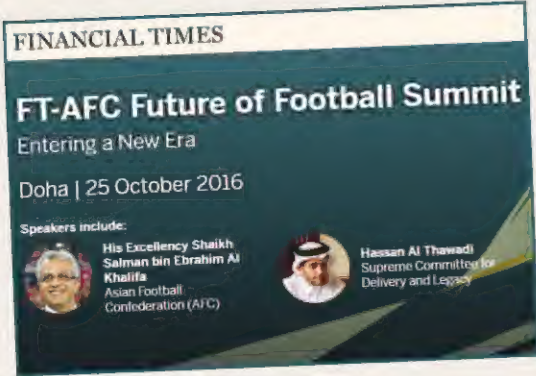 FINANCIAL TIMES
FT-AFC Future of Football Summit
Entering a New Era
Doha | 25 October 2016
Speakers include:
His Excellency Shaikh
Salman bin Ebrahim Al
Khalifa
Asian Football
Confederation (AFC)
Hassan Al Thawadi
Supreme Committee for
Delivery and Legacy